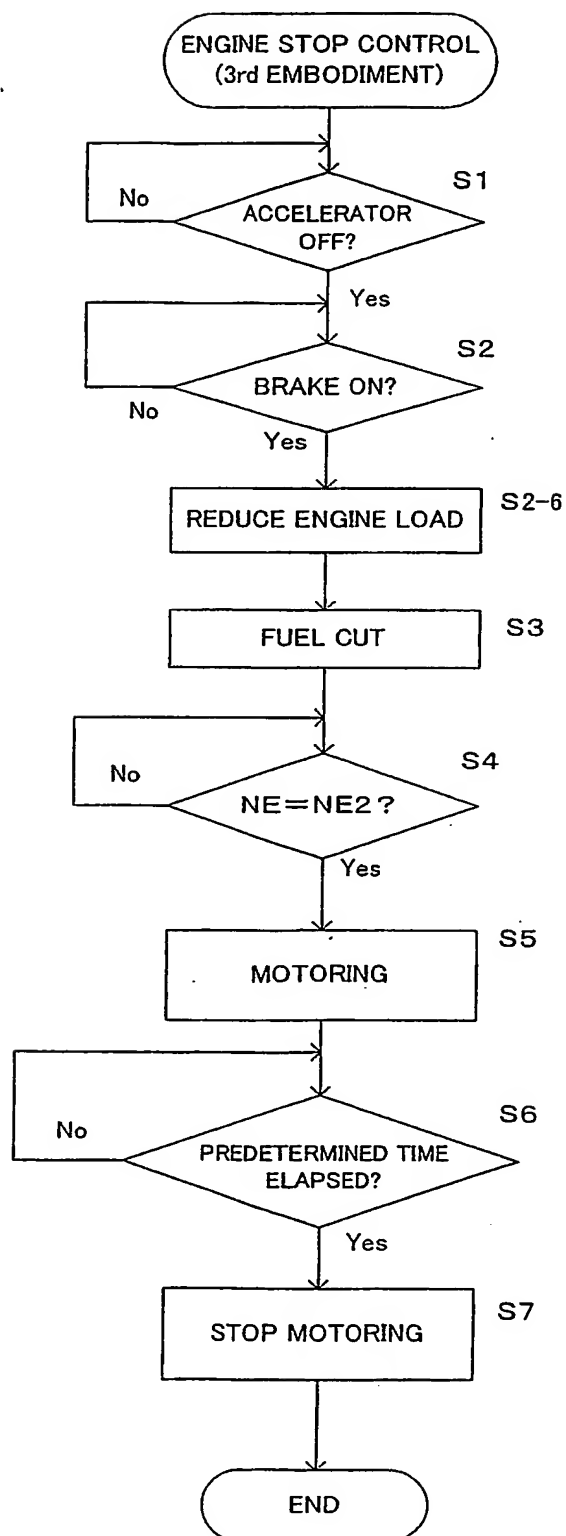 ENGINE STOP CONTROL
(3rd EMBODIMENT)
S1
No
ACCELERATOR
OFF?
Yes
S2
BRAKE ON?
No
Yes
S2-6
REDUCE ENGINE LOAD
S3
FUEL CUT
S4
No
NE=NE2?
Yes
S5
MOTORING
S6
No
PREDETERMINED TIME
ELAPSED?
Yes
S7
STOP MOTORING
END